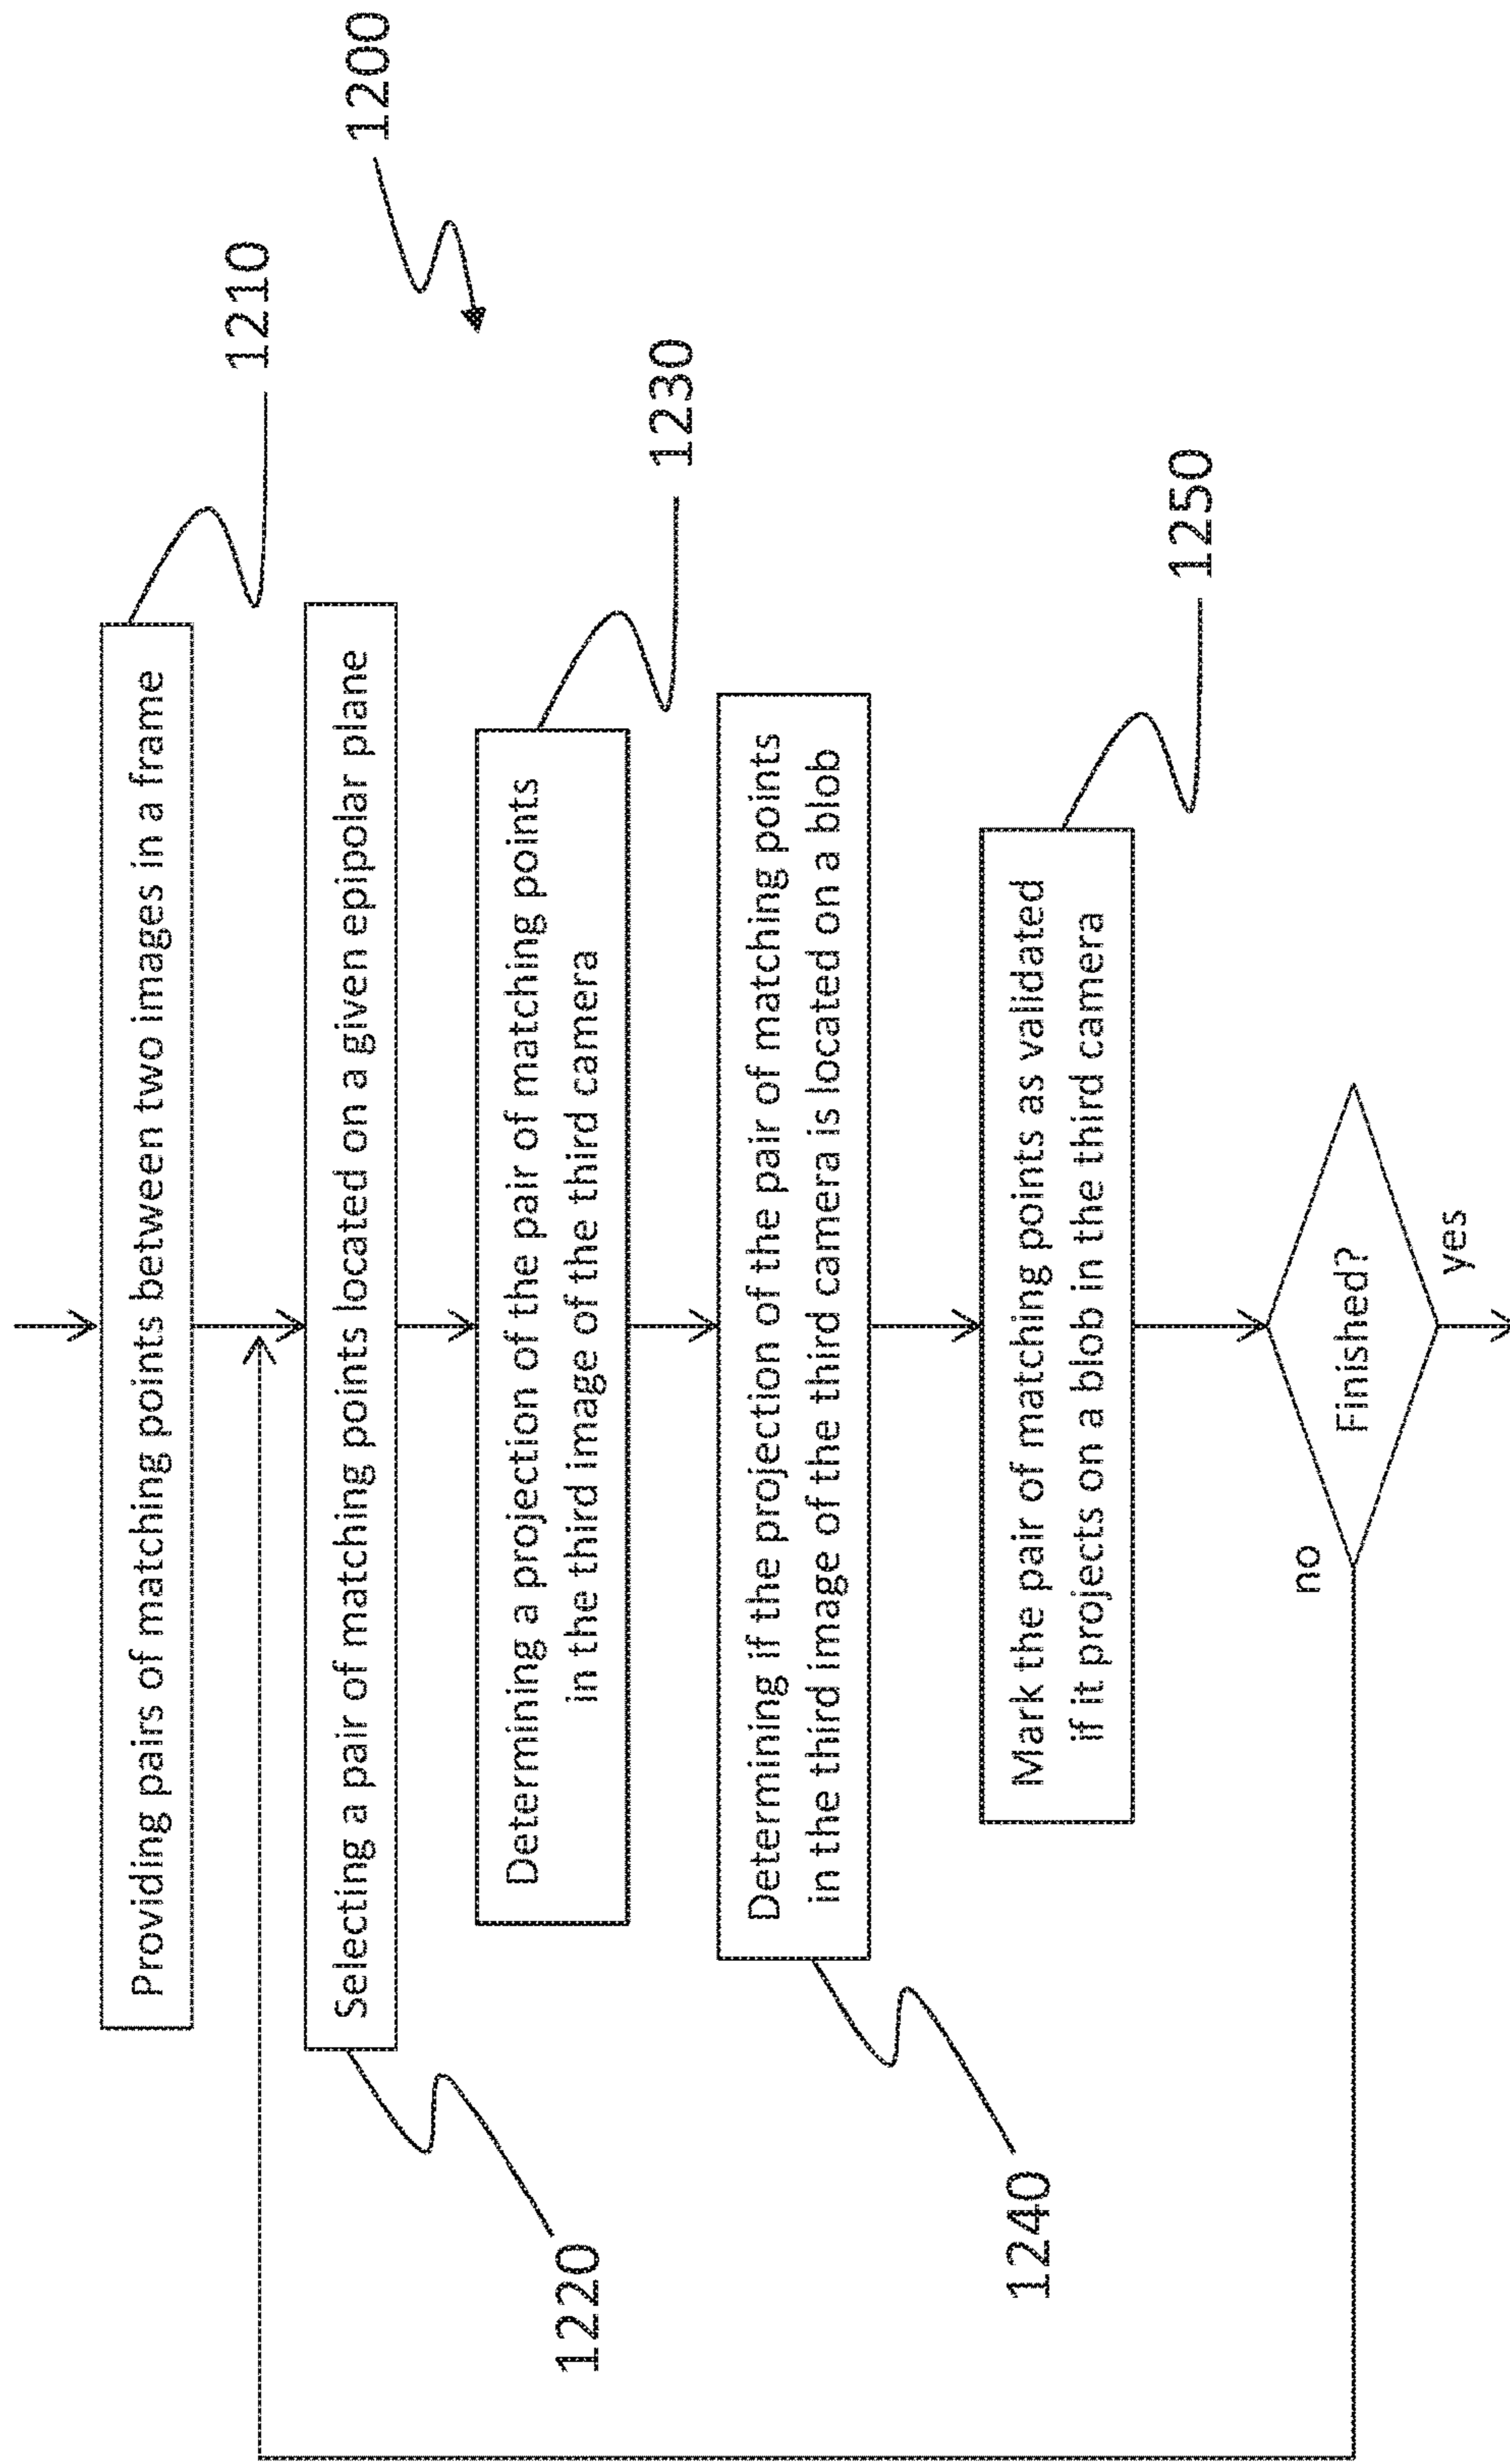 1200
1210
Providing pairs of matching points between two images in a frame
1220
Selecting a pair of matching points located on a given epipolar plane
1230
Determining a projection of the pair of matching points
in the third image of the third camera
1240
Determining if the projection of the pair of matching points
in the third image of the third camera is located on a blob
1250
Mark the pair of matching points as validated
if it projects on a blob in the third camera
no
Finished?
yes